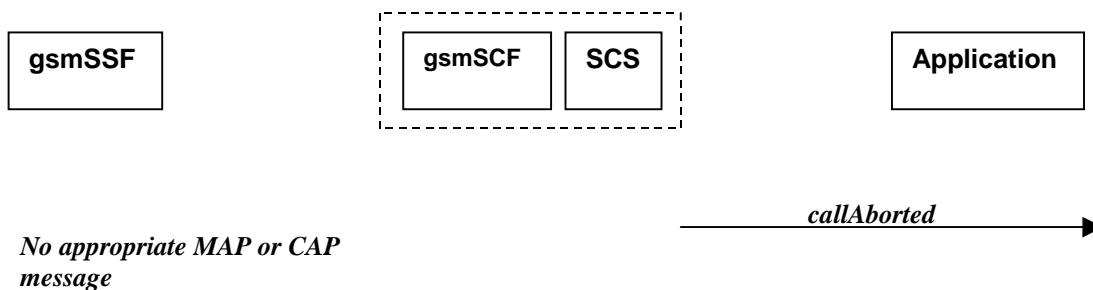 gsmSSF
gsmSCF
SCS
Application
callAborted
No appropriate MAP or CAP
message